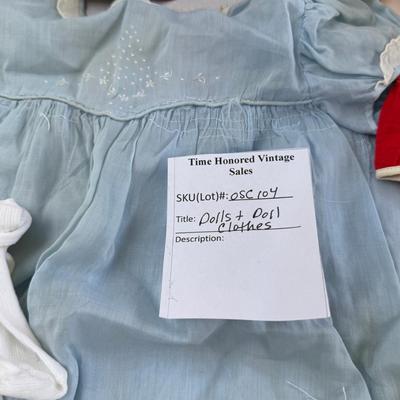 Time Honored Vintage
Sales
SKU(Lot)#: OSC104
Title: Dolls + Doll
Clothes
Description: